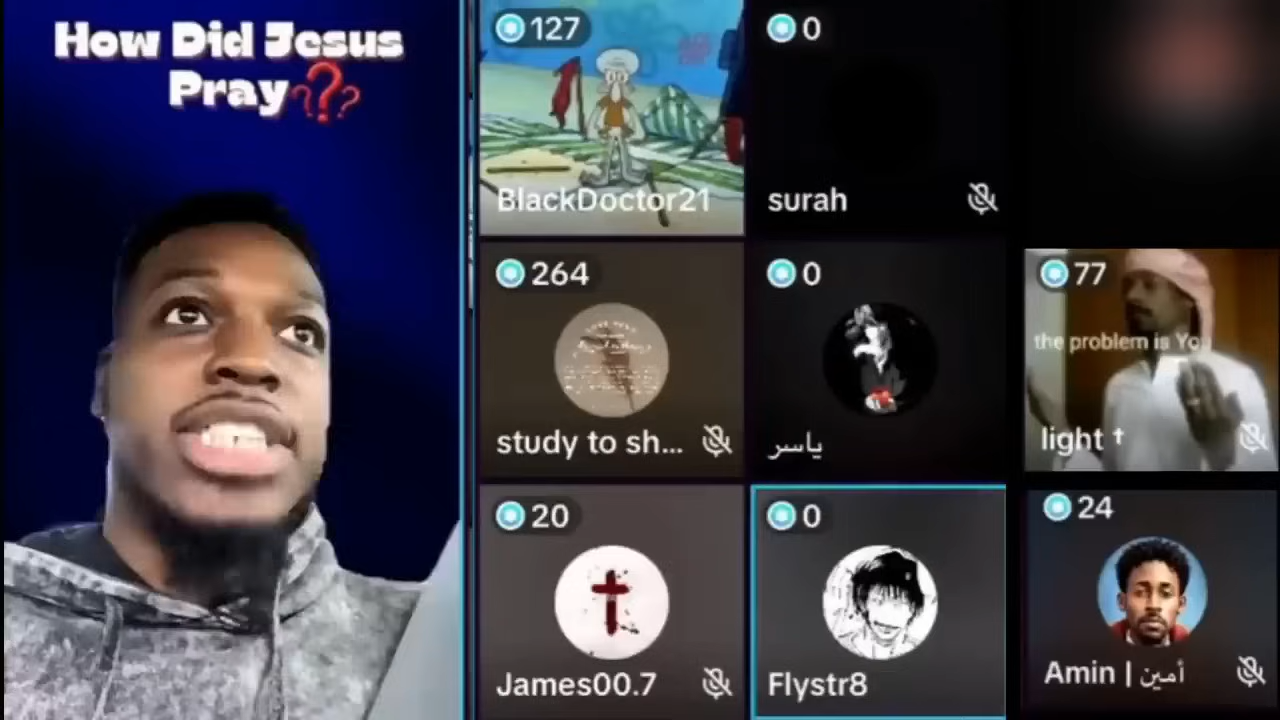 How Did Jesus
Pray???
127
BlackDoctor21
0
surah
264
study to sh...
0
ياسر
77
the problem is Yo
light †
20
James00.7
0
Flystr8
24
Amin | أمين